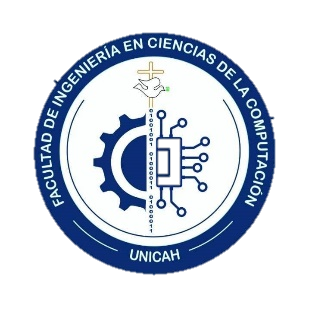 FACULTAD DE INGENIERÍA EN CIENCIAS DE LA COMPUTACIÓN
01001001 01000011 01000011
UNICAH